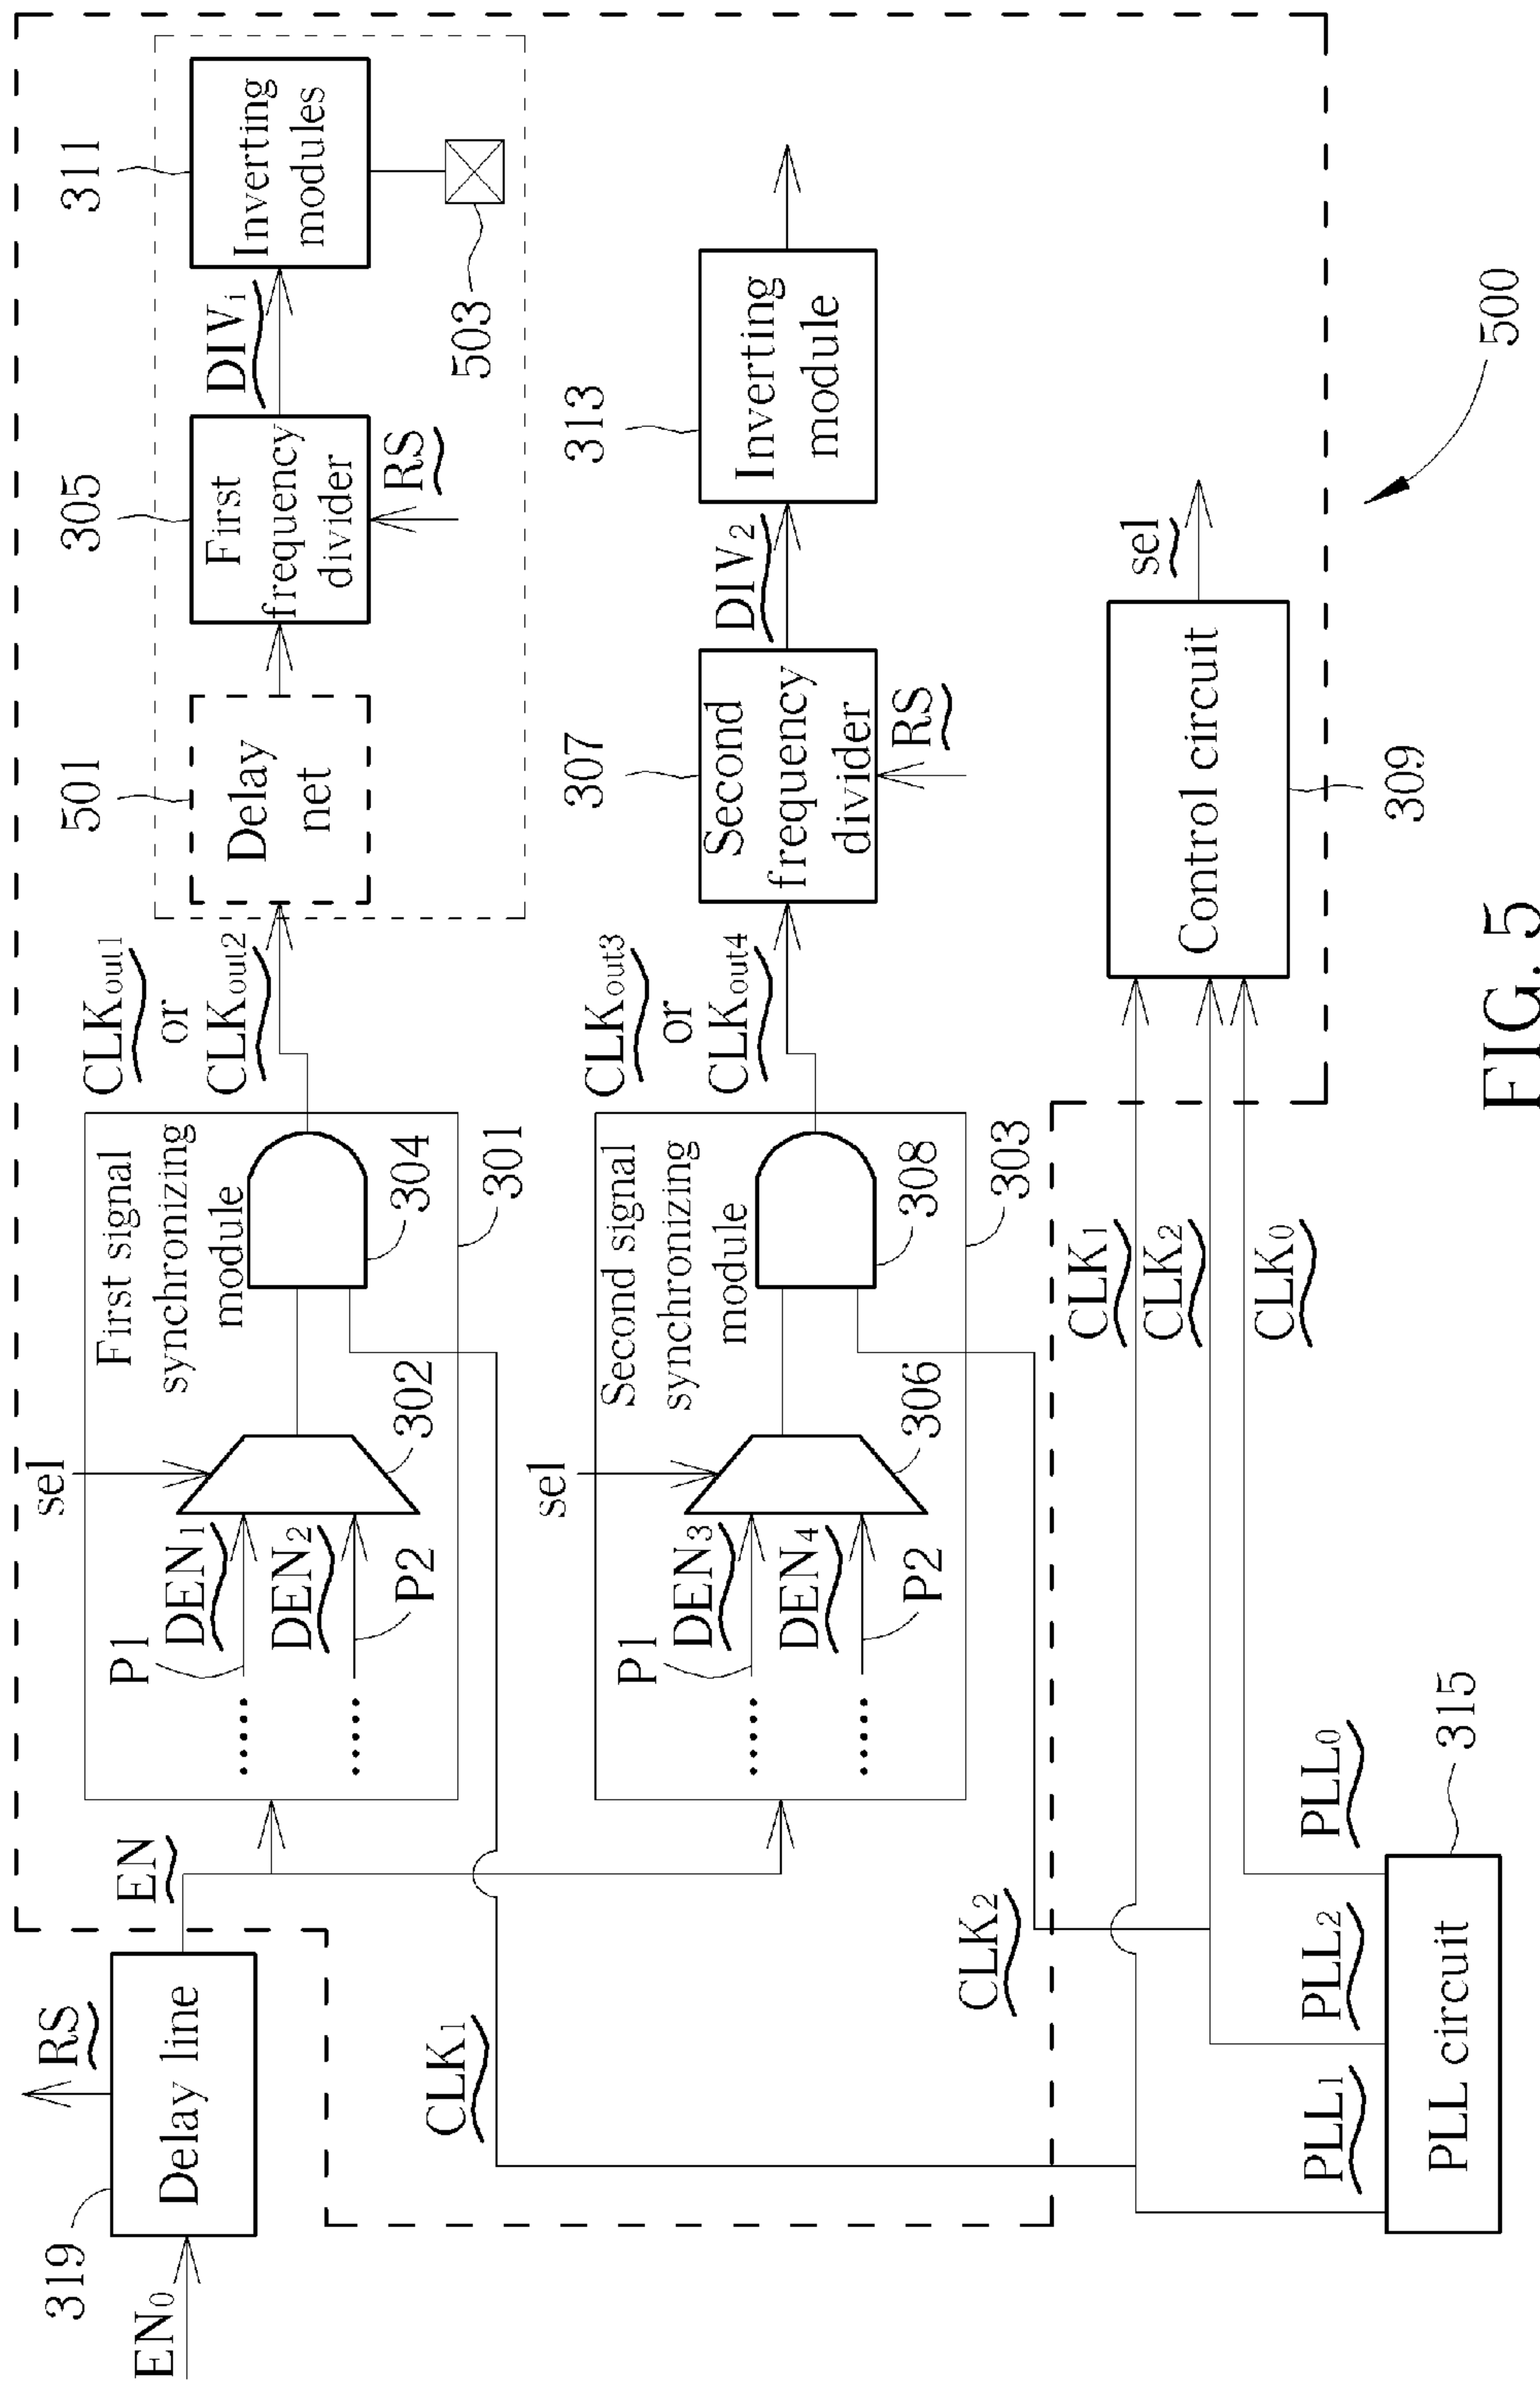 319
EN0
Delay line
RS
EN
sel
P1
DEN1
DEN2
P2
302
First signal
synchronizing
module
304
301
CLKout1
or
CLKout2
501
Delay
net
305
First
frequency
divider
RS
DIVi
311
Inverting
modules
503
sel
P1
DEN3
DEN4
P2
306
Second signal
synchronizing
module
308
303
CLKout3
or
CLKout4
307
Second
frequency
divider
RS
DIV2
313
Inverting
module
CLK1
CLK2
CLK1
CLK2
CLK0
Control circuit
309
sel
500
PLL1
PLL2
PLL0
PLL circuit
315
FIG. 5